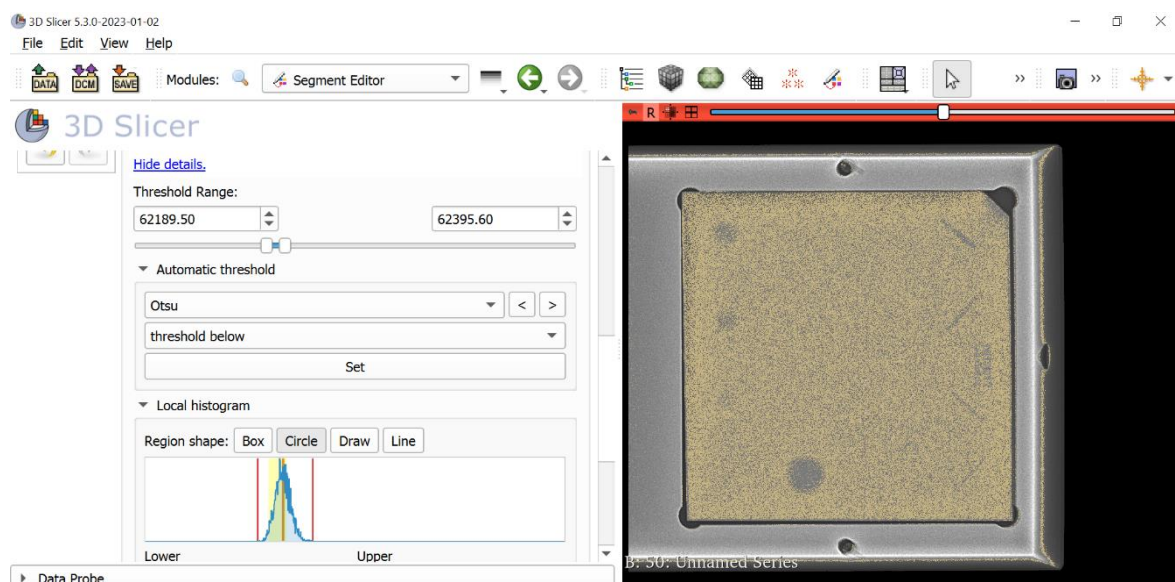 3D Slicer 5.3.0-2023-01-02
File Edit View Help
DATA DCM SAVE Modules: Segment Editor
3D Slicer
R
Hide details.
Threshold Range:
62189.50 62395.60
Automatic threshold
Otsu < >
threshold below
Set
Local histogram
Region shape: Box Circle Draw Line
Lower Upper
B: 50: Unnamed Series
Data Probe